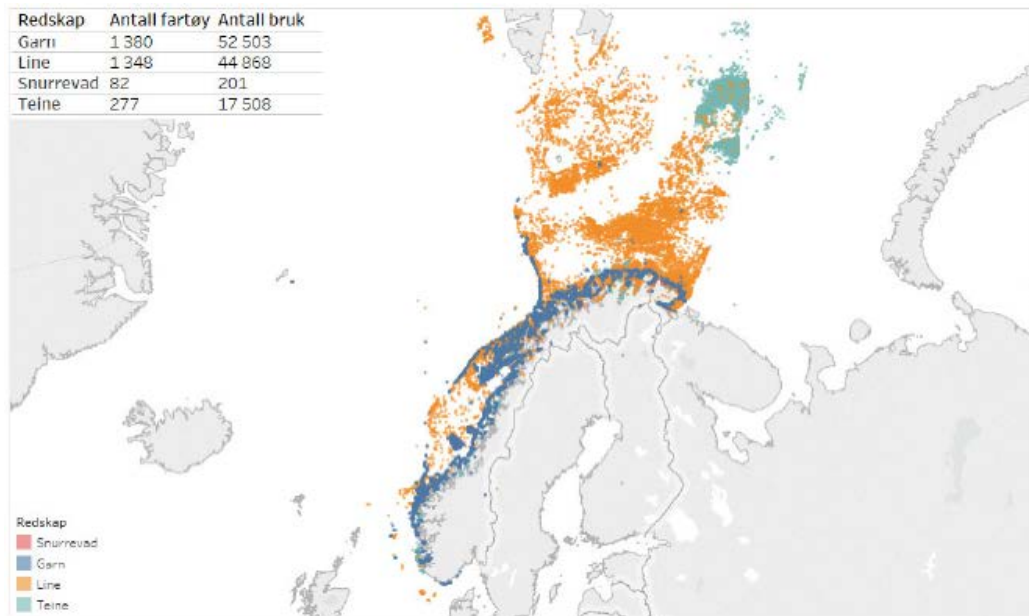 Redskap Antall fartøy Antall bruk
Garn 1 380 52 503
Line 1 348 44 868
Snurrevad 82 201
Teine 277 17 508
Redskap
Snurrevad
Garn
Line
Teine